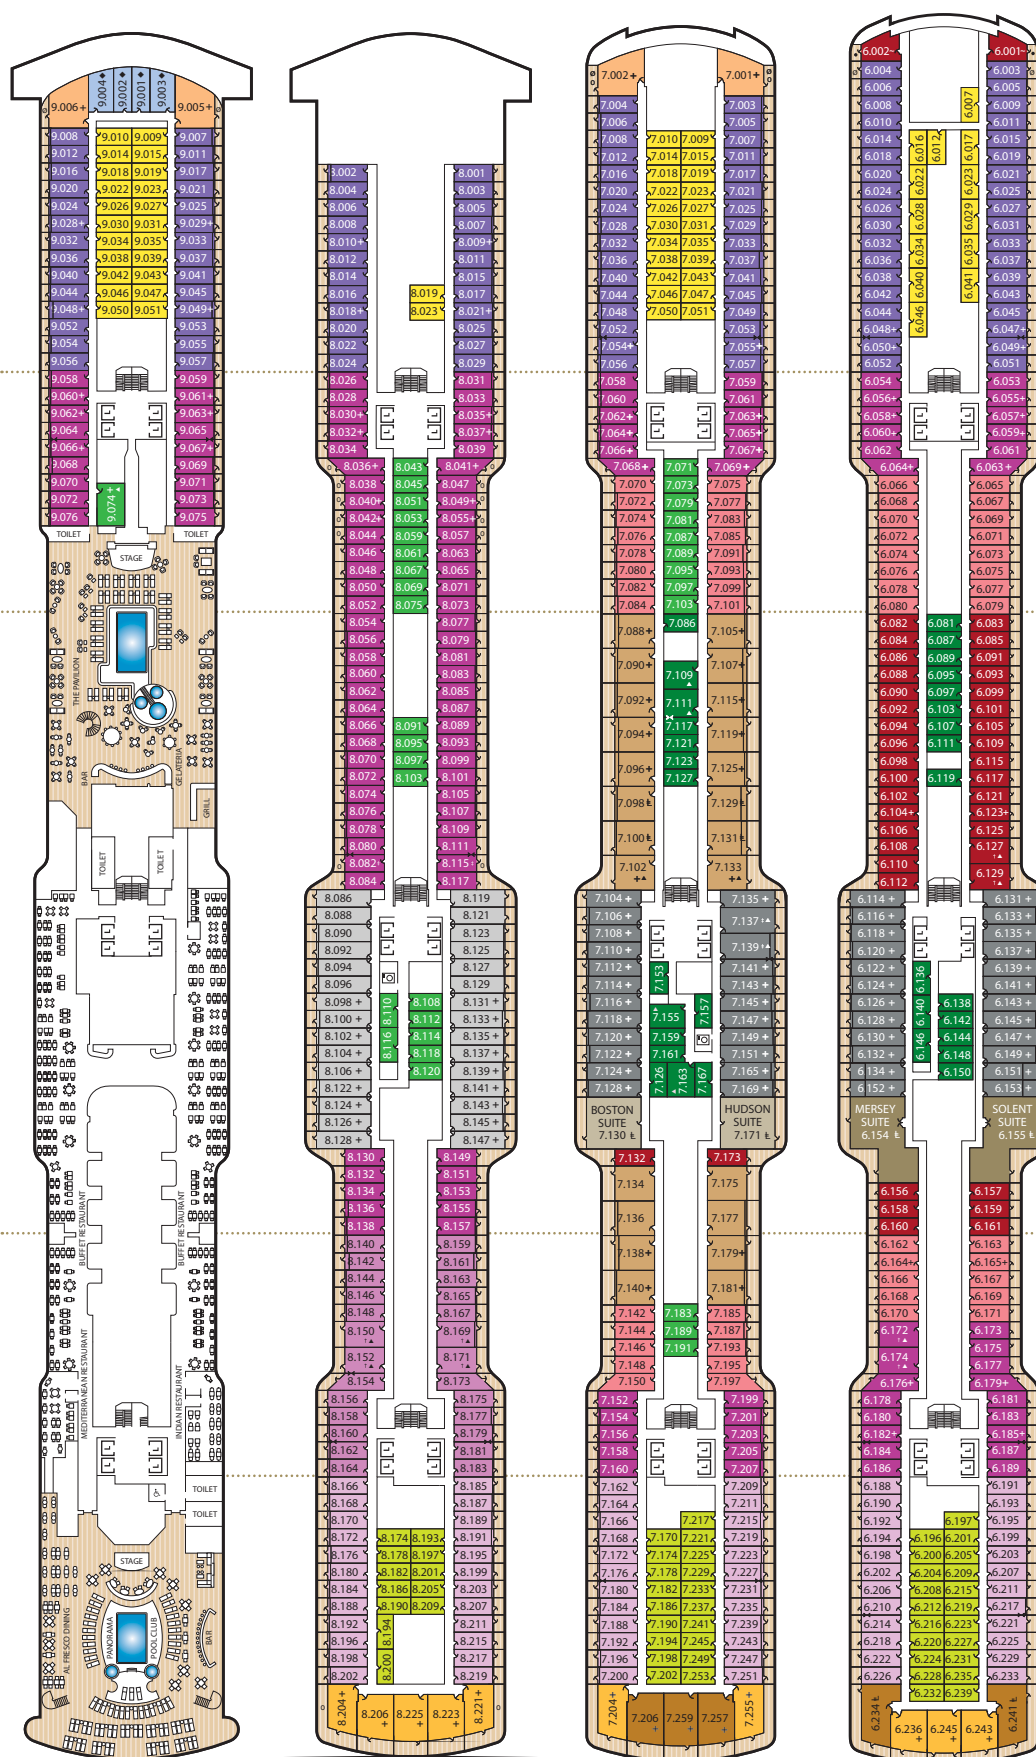 9.004◆ 9.002◆ 9.001◆ 9.003◆
9.006+ 9.005+
9.008 9.010 9.009 9.007
9.012 9.014 9.015 9.011
9.016 9.018 9.019 9.017
9.020 9.022 9.023 9.021
9.024 9.026 9.027 9.025
9.028+ 9.030 9.031 9.029+
9.032 9.034 9.035 9.033
9.036 9.038 9.039 9.037
9.040 9.042 9.043 9.041
9.044 9.046 9.047 9.045
9.048+ 9.050 9.051 9.049+
9.052 9.053
9.054 9.055
9.056 9.057
9.058 9.059
9.060+ 9.061+
9.062+ 9.063+
9.064 9.065
9.066+ 9.067+
9.068 9.069
9.070 9.071
9.072 9.074+ 9.073
9.076 9.075
L L
L L
TOILET TOILET
STAGE
THE PAVILION
BAR
GELATERIA
GRILL
TOILET TOILET
L L
L L
BUFFET RESTAURANT BUFFET RESTAURANT
MEDITERRANEAN RESTAURANT INDIAN RESTAURANT
L L
L L
TOILET
TOILET
STAGE
AL FRESCO DINING
PANORAMA POOL CLUB
BAR
8.002 8.001
8.004 8.003
8.006 8.005
8.008 8.007
8.010+ 8.009+
8.012 8.011
8.014 8.015
8.016 8.019 8.017
8.018+ 8.023 8.021+
8.020 8.025
8.022 8.027
8.024 8.029
8.026 8.031
8.028 8.033
8.030+ 8.035+
8.032+ 8.037+
8.034 8.039
L L
L L
8.036+ 8.043 8.041+
8.038 8.045 8.047
8.040+ 8.051 8.049+
8.042+ 8.053 8.055+
8.044 8.059 8.057
8.046 8.061 8.063
8.048 8.067 8.065
8.050 8.069 8.071
8.052 8.075 8.073
8.054 8.077
8.056 8.079
8.058 8.081
8.060 8.083
8.062 8.085
8.064 8.087
8.066 8.091 8.089
8.068 8.095 8.093
8.070 8.097 8.099
8.072 8.103 8.101
8.074 8.105
8.076 8.107
8.078 8.109
8.080 8.111
8.082 8.115
8.084 8.117
8.086 8.119
8.088 8.121
8.090 8.123
8.092 8.125
8.094 8.127
8.096 8.129
L L
L L
8.098 + 8.110 8.108 8.131 +
8.100 + 8.112 8.133 +
8.102 + 8.116 8.114 8.135 +
8.104 + 8.118 8.137 +
8.106 + 8.120 8.139 +
8.122 + 8.141 +
8.124 + 8.143 +
8.126 + 8.145 +
8.128 + 8.147 +
8.130 8.149
8.132 8.151
8.134 8.153
8.136 8.155
8.138 8.157
8.140 8.159
8.142 8.161
8.144 8.163
8.146 8.165
8.148 8.167
8.150 8.169
8.152 8.171
8.154 8.173
8.156 8.175
8.158 8.177
8.160 8.179
8.162 8.181
8.164 8.183
L L
L L
8.166 8.185
8.168 8.187
8.170 8.189
8.172 8.174 8.193 8.191
8.176 8.178 8.197 8.195
8.180 8.182 8.201 8.199
8.184 8.186 8.205 8.203
8.188 8.190 8.209 8.207
8.192 8.194 8.211
8.196 8.215
8.198 8.200 8.217
8.202 8.219
8.204+ 8.206 + 8.225 + 8.223 + 8.221+
7.002+ 7.001+
7.004 7.003
7.006 7.005
7.008 7.010 7.009 7.007
7.012 7.014 7.015 7.011
7.016 7.018 7.019 7.017
7.020 7.022 7.023 7.021
7.024 7.026 7.027 7.025
7.028 7.030 7.031 7.029
7.032 7.034 7.035 7.033
7.036 7.038 7.039 7.037
7.040 7.042 7.043 7.041
7.044 7.046 7.047 7.045
7.048 7.050 7.051 7.049
7.052 7.053
7.054+ 7.055+
7.056 7.057
7.058 7.059
7.060 7.061
7.062+ 7.063+
7.064+ 7.065+
7.066+ 7.067+
L L
L L
7.068+ 7.071 7.069+
7.070 7.073 7.075
7.072 7.079 7.077
7.074 7.081 7.083
7.076 7.087 7.085
7.078 7.089 7.091
7.080 7.095 7.093
7.082 7.097 7.099
7.084 7.103 7.101
7.088+ 7.086 7.105+
7.090+ 7.109 7.107+
7.092+ 7.111 7.115+
7.094+ 7.117 7.119+
7.121
7.096+ 7.123 7.125+
7.127
7.098 7.129
7.100 7.131
7.102 +▲ 7.133 +▲
7.104 + 7.135 +
7.106 + 7.137
7.108 +
7.110 + 7.139
7.112 + 7.153 7.141 +
7.114 + 7.143 +
7.116 + 7.155 7.157 7.145 +
7.118 + 7.147 +
7.120 + 7.159 7.149 +
7.122 + 7.161 7.151 +
7.124 + 7.126 7.163 7.167 7.165 +
7.128 + 7.169 +
L L
L L
BOSTON SUITE 7.130 HUDSON SUITE 7.171
7.132 7.173
7.134 7.175
7.136 7.177
7.138+ 7.179+
7.140+ 7.181+
7.142 7.183 7.185
7.144 7.189 7.187
7.146 7.191 7.193
7.148 7.195
7.150 7.197
7.152 7.199
7.154 7.201
7.156 7.203
7.158 7.205
7.160 7.207
L L
L L
7.162 7.209
7.164 7.211
7.166 7.217 7.215
7.168 7.170 7.221 7.219
7.172 7.174 7.225 7.223
7.176 7.178 7.229 7.227
7.180 7.182 7.233 7.231
7.184 7.186 7.237 7.235
7.188 7.190 7.241 7.239
7.192 7.194 7.245 7.243
7.196 7.198 7.249 7.247
7.200 7.202 7.253 7.251
7.204+ 7.206 + 7.259 + 7.257 + 7.255+
6.002~ 6.001~
6.004 6.003
6.006 6.007 6.005
6.008 6.009
6.010 6.011
6.014 6.016 6.012 6.017 6.015
6.018 6.019
6.020 6.022 6.023 6.021
6.024 6.025
6.026 6.028 6.029 6.027
6.030 6.031
6.032 6.034 6.035 6.033
6.036 6.037
6.038 6.040 6.041 6.039
6.042 6.043
6.044 6.046 6.045
6.048+ 6.047+
6.050+ 6.049+
6.052 6.051
6.054 6.053
6.056+ 6.055+
6.058+ 6.057+
6.060+ 6.059+
6.062 6.061
L L
L L
6.064+ 6.063+
6.066 6.065
6.068 6.067
6.070 6.069
6.072 6.071
6.074 6.073
6.076 6.075
6.078 6.077
6.080 6.079
6.082 6.081 6.083
6.084 6.087 6.085
6.086 6.089 6.091
6.088 6.095 6.093
6.090 6.097 6.099
6.092 6.103 6.101
6.094 6.107 6.105
6.096 6.111 6.109
6.098 6.115
6.100 6.119 6.117
6.102 6.121
6.104+ 6.123+
6.106 6.125
6.108 6.127
6.110 6.129
6.112
6.114 + 6.131 +
6.116 + 6.133 +
6.118 + 6.135 +
6.120 + 6.137 +
6.122 + 6.136 6.139 +
6.124 + 6.141 +
6.126 + 6.140 6.138 6.143 +
6.128 + 6.142 6.145 +
6.130 + 6.146 6.144 6.147 +
6.132 + 6.148 6.149 +
6.134 + 6.150 6.151 +
6.152 + 6.153 +
L L
L L
MERSEY SUITE 6.154 SOLENT SUITE 6.155
6.156 6.157
6.158 6.159
6.160 6.161
6.162 6.163
6.164+ 6.165+
6.166 6.167
6.168 6.169
6.170 6.171
6.172 6.173
6.174 6.175
6.177
6.176+ 6.179+
6.178 6.181
6.180 6.183
6.182+ 6.185+
6.184 6.187
6.186 6.189
L L
L L
6.188 6.191
6.190 6.193
6.192 6.197 6.195
6.194 6.196 6.201 6.199
6.198 6.200 6.205 6.203
6.202 6.204 6.209 6.207
6.206 6.208 6.215 6.211
6.210 6.212 6.219 6.217
6.214 6.216 6.223 6.221
6.218 6.220 6.227 6.225
6.222 6.224 6.231 6.229
6.226 6.228 6.235 6.233
6.232 6.239
6.234 6.236 + 6.245 + 6.243 + 6.241